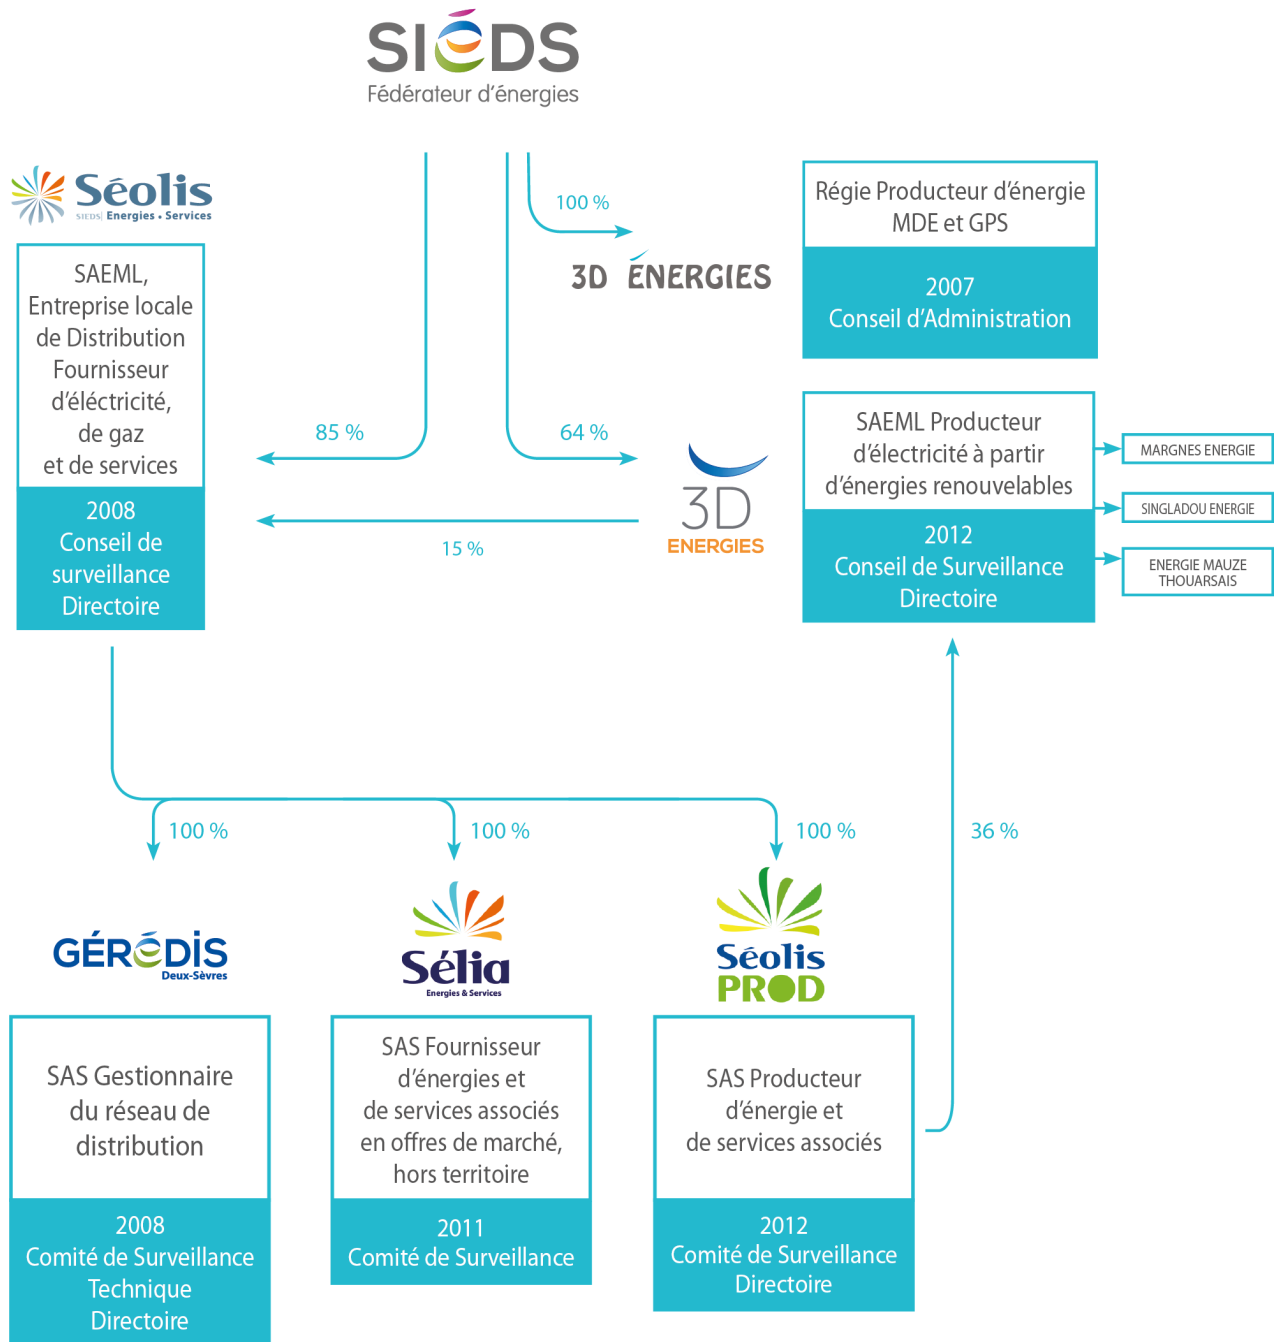 SIÉDS
Fédérateur d'énergies
Séolis
SIEDS| Energies • Services
SAEML,
Entreprise locale
de Distribution
Fournisseur
d'éléctricité,
de gaz
et de services
2008
Conseil de
surveillance
Directoire
100 %
3D ÉNERGIES
Régie Producteur d'énergie
MDE et GPS
2007
Conseil d'Administration
85 %
64 %
15 %
3D
ENERGIES
SAEML Producteur
d'électricité à partir
d'énergies renouvelables
2012
Conseil de Surveillance
Directoire
MARGNES ENERGIE
SINGLADOU ENERGIE
ENERGIE MAUZE
THOUARSAIS
100 %
100 %
100 %
36 %
GÉRÉDIS
Deux-Sèvres
SAS Gestionnaire
du réseau de
distribution
2008
Comité de Surveillance
Technique
Directoire
Sélia
Energies & Services
SAS Fournisseur
d'énergies et
de services associés
en offres de marché,
hors territoire
2011
Comité de Surveillance
Séolis
PROD
SAS Producteur
d'énergie et
de services associés
2012
Comité de Surveillance
Directoire